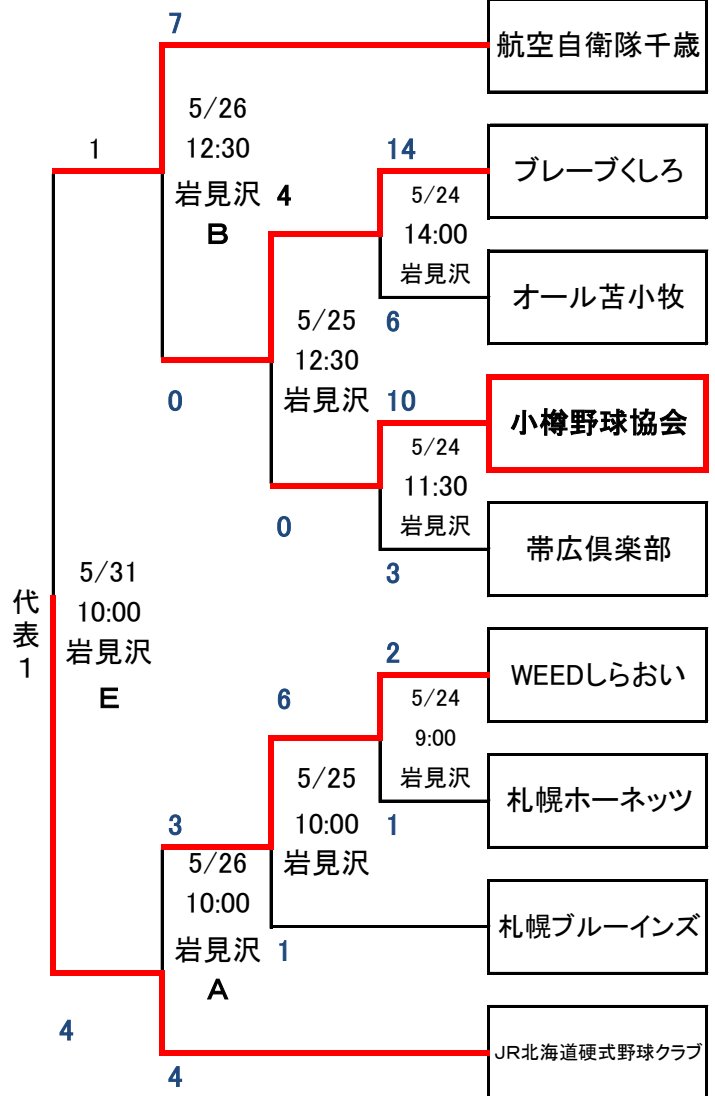 7
航空自衛隊千歳
5/26
12:30
岩見沢
B
1
14
ブレーブくしろ
5/24
14:00
岩見沢
4
オール苫小牧
6
5/25
12:30
岩見沢
0
10
小樽野球協会
5/24
11:30
岩見沢
0
帯広倶楽部
3
代表1
5/31
10:00
岩見沢
E
2
WEEDしらおい
5/24
9:00
岩見沢
6
札幌ホーネッツ
1
5/25
10:00
岩見沢
3
5/26
10:00
岩見沢
A
1
札幌ブルーインズ
4
4
JR北海道硬式野球クラブ